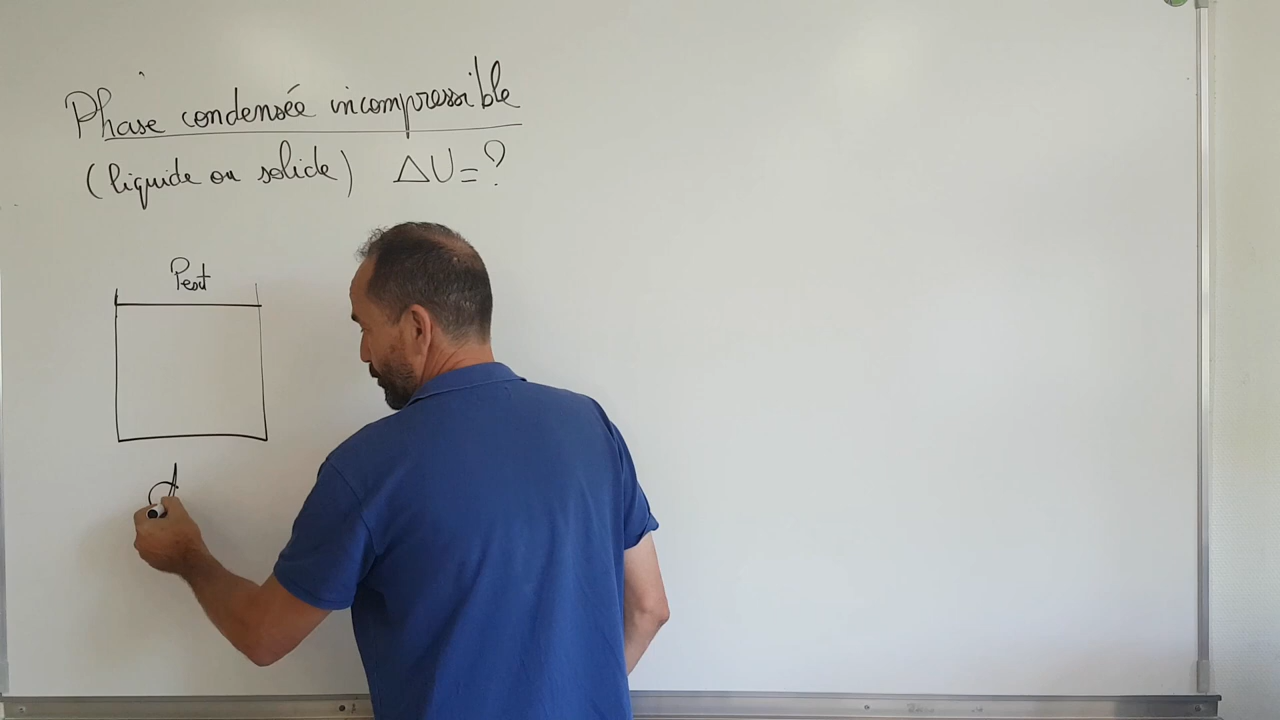 Phase condensée incompressible
(liquide ou solide) ΔU = ?
Pext